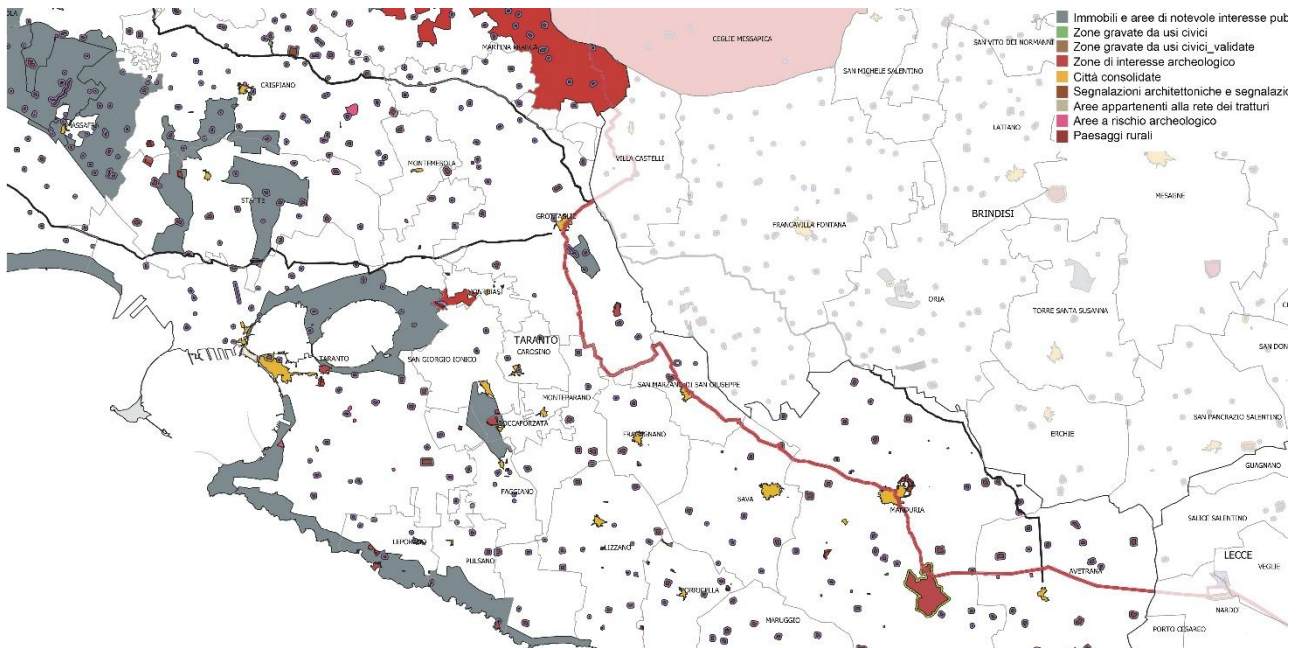 Immobili e aree di notevole interesse pub
Zone gravate da usi civici
Zone gravate da usi civici_validate
Zone di interesse archeologico
Città consolidate
Segnalazioni architettoniche e segnalazio
Aree appartenenti alla rete dei tratturi
Aree a rischio archeologico
Paesaggi rurali
MARTINA FRANCA
CEGLIE MESSAPICA
SAN VITO DEI NORMANNI
SAN MICHELE SALENTINO
CRISPIANO
LATIANO
MASSAFRA
MONTEMESOLA
VILLA CASTELLI
MESAGNE
STATTE
GROTTAGLIE
FRANCAVILLA FONTANA
BRINDISI
MONTEIASI
ORIA
TORRE SANTA SUSANNA
SAN DON
TARANTO
TARANTO
SAN GIORGIO IONICO
CAROSINO
SAN MARZANO DI SAN GIUSEPPE
MONTEPARANO
SAN PANCRAZIO SALENTINO
ROCCAFORZATA
FRAGAGNANO
ERCHIE
GUAGNANO
FAGGIANO
SAVA
MANDURIA
SALICE SALENTINO
LEPORANO
LIZZANO
PULSANO
LECCE
VEGLIE
AVETRANA
TORRICELLA
NARDO'
MARUGGIO
PORTO CESAREO